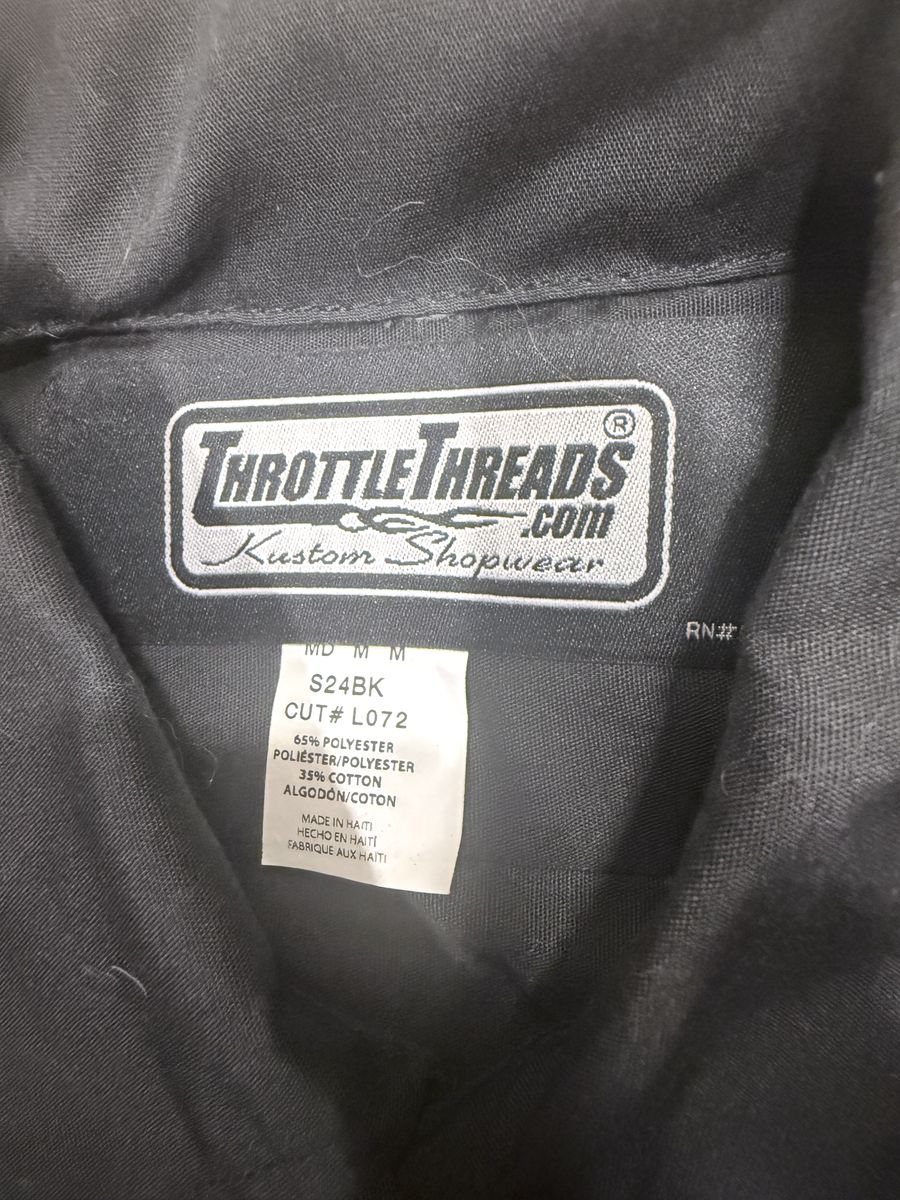 THROTTLETHREADS®
.com
Kustom Shopwear
RN#
MD M M
S24BK
CUT# L072
65% POLYESTER
POLIÉSTER/POLYESTER
35% COTTON
ALGODÓN/COTON
MADE IN HAITI
HECHO EN HAITÍ
FABRIQUE AUX HAÏTI